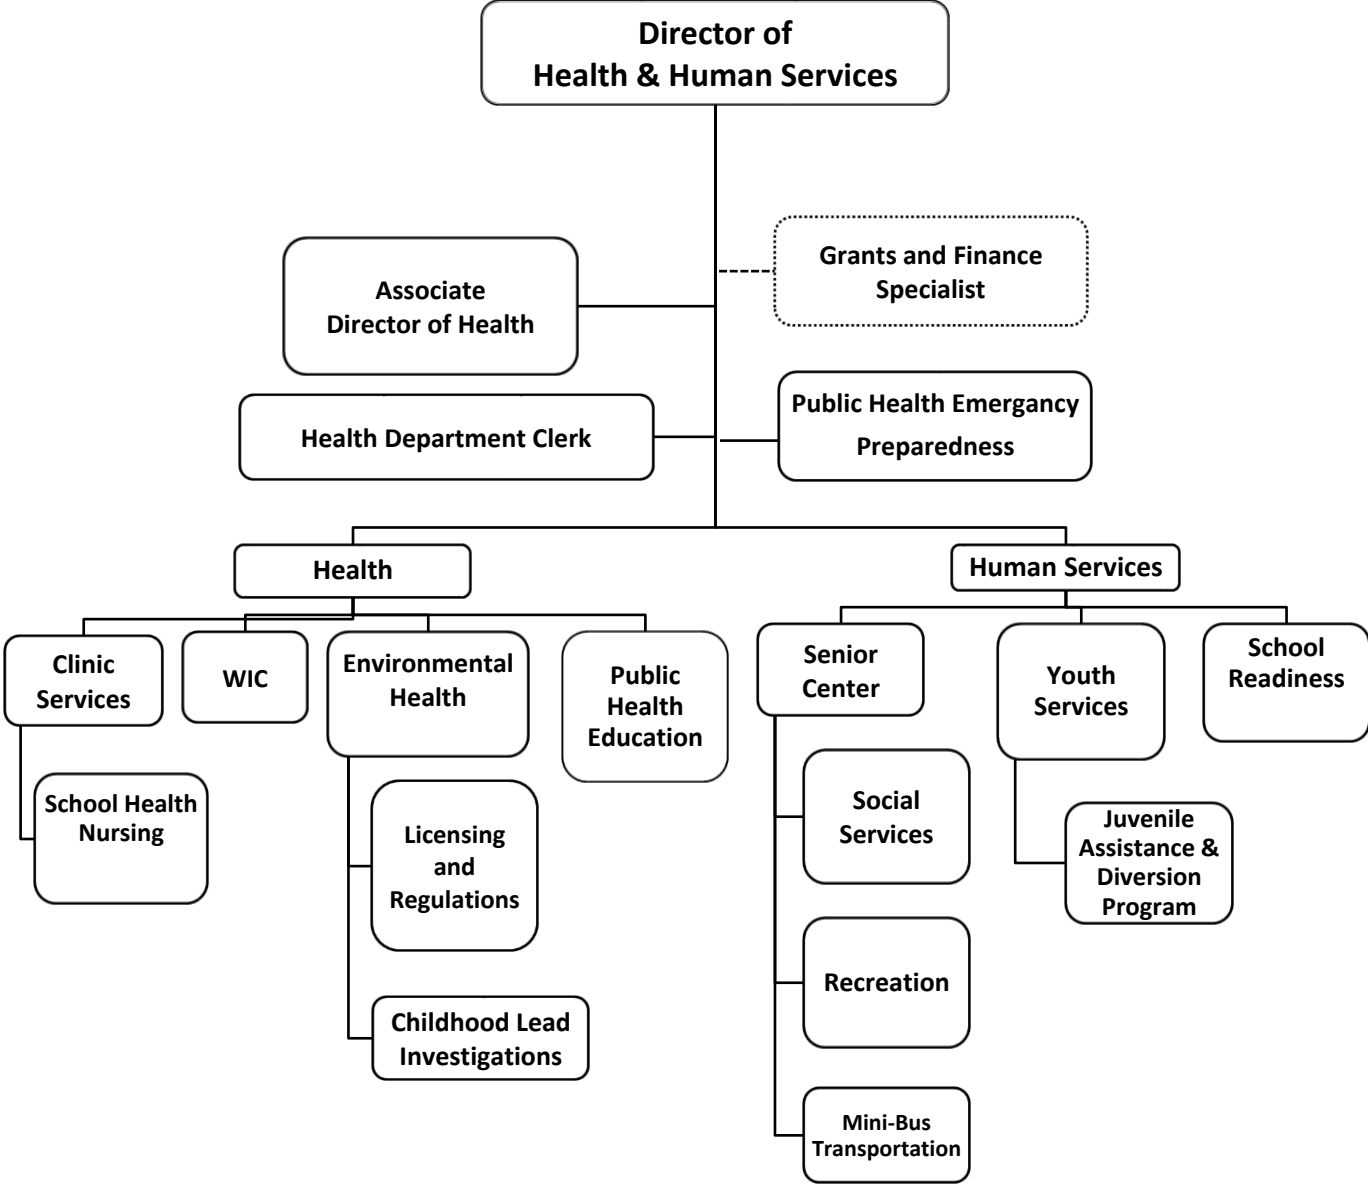 Director of
Health & Human Services
Grants and Finance
Specialist
Associate
Director of Health
Public Health Emergancy
Preparedness
Health Department Clerk
Health
Human Services
Clinic
Services
WIC
Environmental
Health
Public
Health
Education
Senior
Center
Youth
Services
School
Readiness
School Health
Nursing
Licensing
and
Regulations
Social
Services
Juvenile
Assistance &
Diversion
Program
Recreation
Childhood Lead
Investigations
Mini-Bus
Transportation